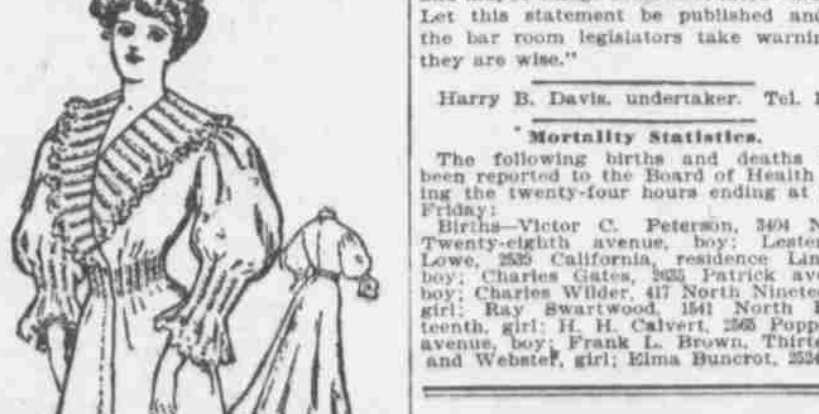 Let this statement be published and
the bar room legislators take warnin
they are wise."
Harry B. Davis, undertaker. Tel.
Mortality Statistics.
The following births and deaths
been reported to the Board of Health
ing the twenty-four hours ending at
Friday:
Births—Victor C. Peterson, 3404 N
Twenty-eighth avenue, boy; Lester
Lowe, 2539 California, residence Lin
boy; Charles Gates, 2635 Patrick ave
boy; Charles Wilder, 417 North Ninete
girl; Ray Swartwood, 1541 North
teenth, girl; H. H. Calvert, 2565 Popp
avenue, boy; Frank L. Brown, Thirte
and Webster, girl; Elma Buncrot, 2524